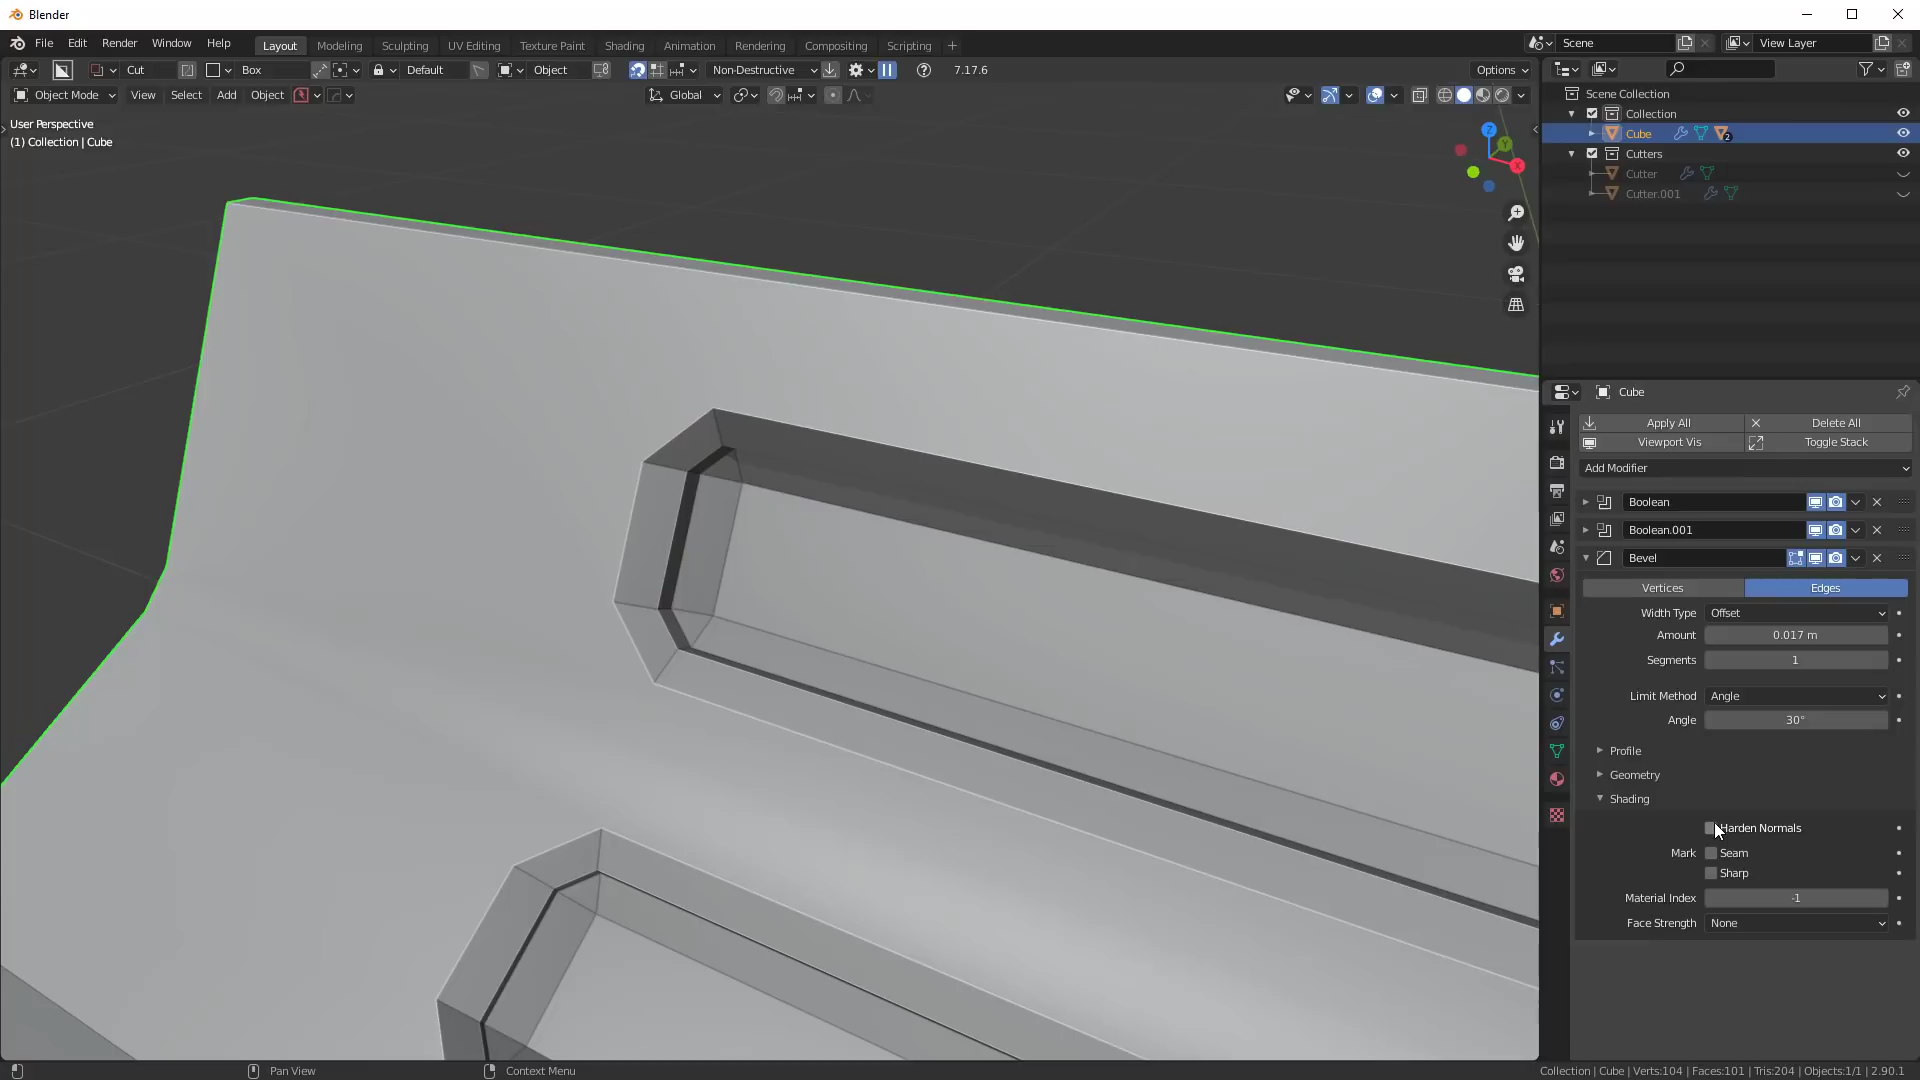 Blender
File Edit Render Window Help
Layout Modeling Sculpting UV Editing Texture Paint Shading Animation Rendering Compositing Scripting +
Scene
View Layer
Cut Box Default Object Non-Destructive 7.17.6 Options
Object Mode View Select Add Object Global
User Perspective
(1) Collection | Cube
Z
Y
X
Scene Collection
Collection
Cube 2
Cutters
Cutter
Cutter.001
Cube
Apply All Delete All
Viewport Vis Toggle Stack
Add Modifier
Boolean
Boolean.001
Bevel
Vertices Edges
Width Type Offset
Amount 0.017 m
Segments 1
Limit Method Angle
Angle 30°
Profile
Geometry
Shading
Harden Normals
Mark Seam
Sharp
Material Index -1
Face Strength None
Pan View Context Menu Collection | Cube | Verts:104 | Faces:101 | Tris:204 | Objects:1/1 | 2.90.1